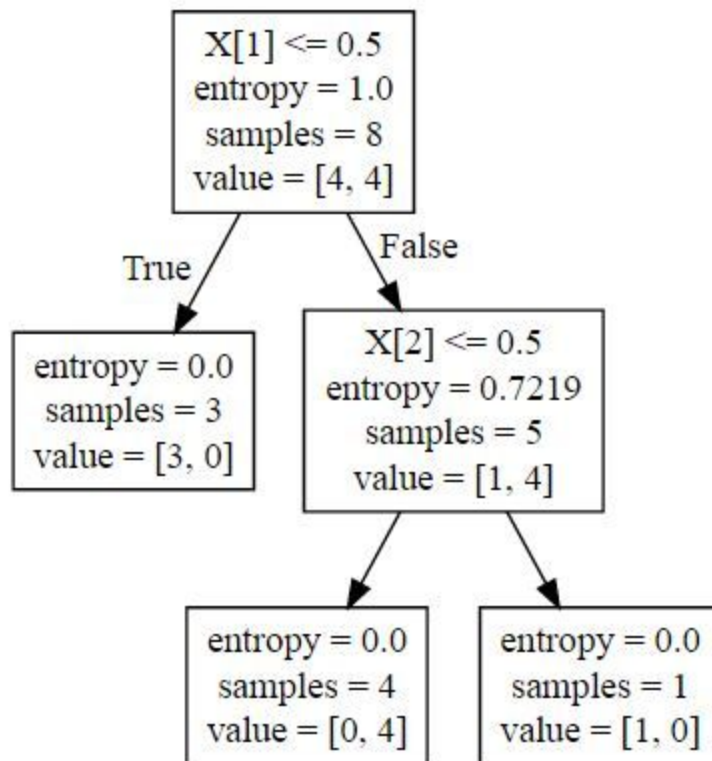 X[1] <= 0.5
entropy = 1.0
samples = 8
value = [4, 4]
True
False
entropy = 0.0
samples = 3
value = [3, 0]
X[2] <= 0.5
entropy = 0.7219
samples = 5
value = [1, 4]
entropy = 0.0
samples = 4
value = [0, 4]
entropy = 0.0
samples = 1
value = [1, 0]